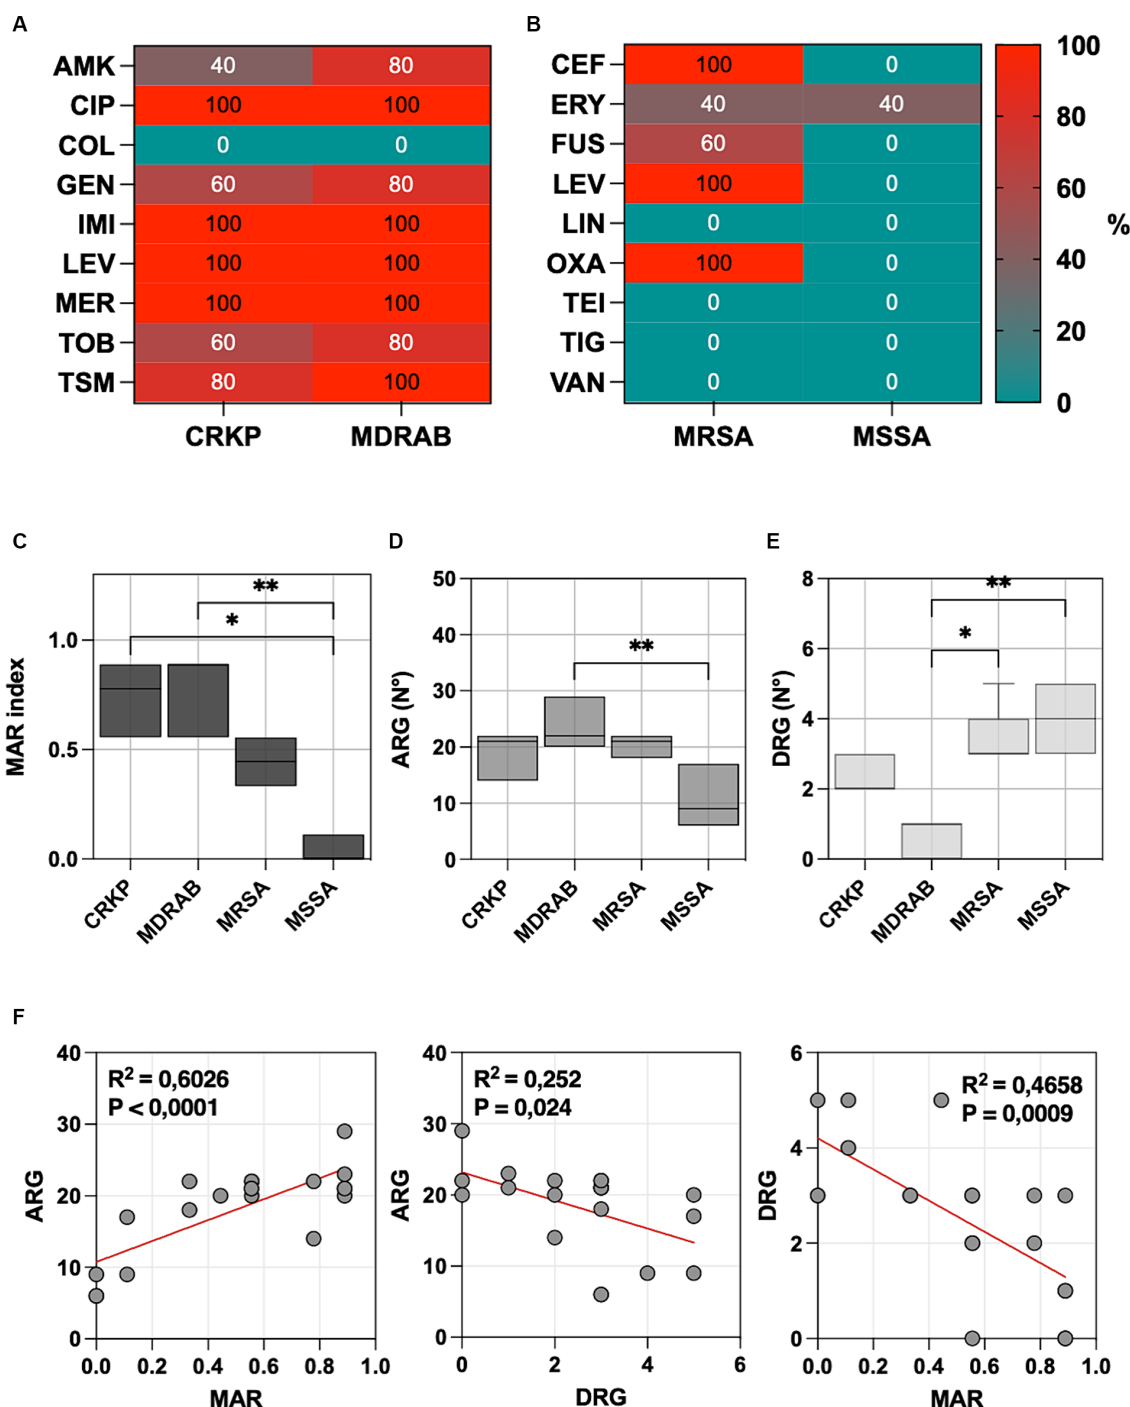 A
AMK 40 80
CIP 100 100
COL 0 0
GEN 60 80
IMI 100 100
LEV 100 100
MER 100 100
TOB 60 80
TSM 80 100
CRKP MDRAB
B
CEF 100 0
ERY 40 40
FUS 60 0
LEV 100 0
LIN 0 0
OXA 100 0
TEI 0 0
TIG 0 0
VAN 0 0
MRSA MSSA
100
80
60
40
20
0
%
C
MAR index
1.0
0.5
0.0
**
*
CRKP MDRAB MRSA MSSA
D
ARG (N°)
50
40
30
20
10
0
**
CRKP MDRAB MRSA MSSA
E
DRG (N°)
8
6
4
2
0
**
*
CRKP MDRAB MRSA MSSA
F
ARG
40
30
20
10
0
R² = 0,6026
P < 0,0001
0.0 0.2 0.4 0.6 0.8 1.0
MAR
ARG
40
30
20
10
0
R² = 0,252
P = 0,024
0 2 4 6
DRG
DRG
6
4
2
0
R² = 0,4658
P = 0,0009
0.0 0.2 0.4 0.6 0.8 1.0
MAR